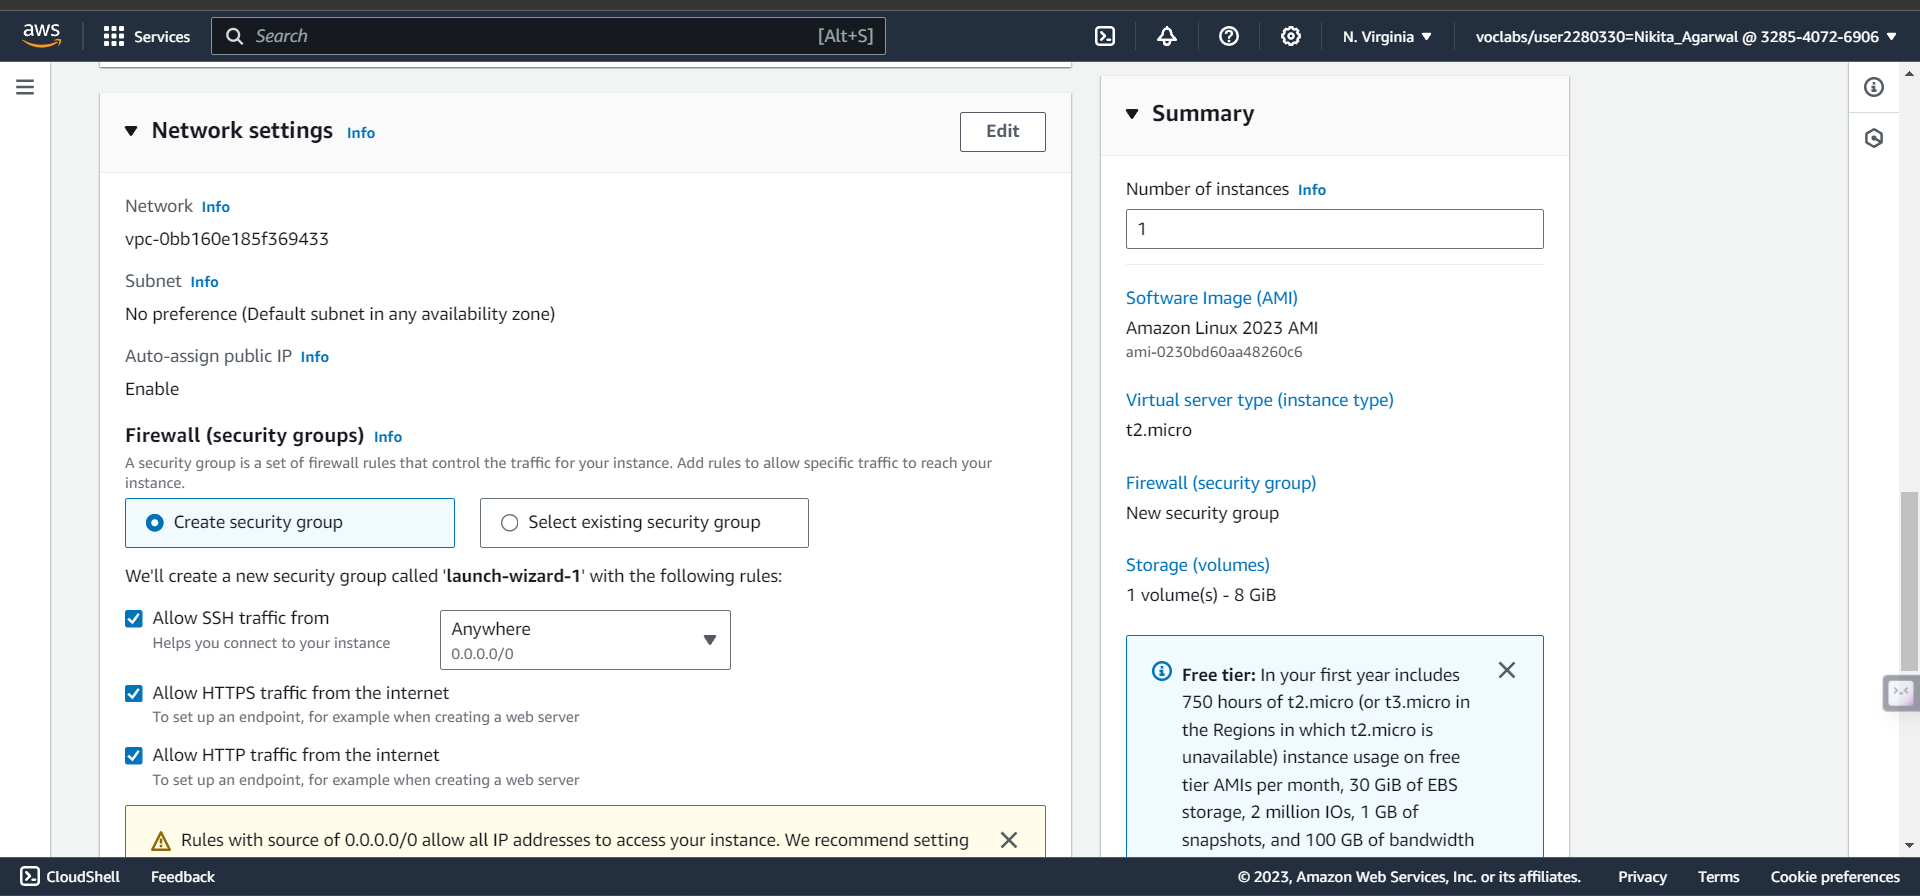 aws
Services
Search
[Alt+S]
N. Virginia
voclabs/user2280330=Nikita_Agarwal @ 3285-4072-6906
Network settings Info
Edit
Network Info
vpc-0bb160e185f369433
Subnet Info
No preference (Default subnet in any availability zone)
Auto-assign public IP Info
Enable
Firewall (security groups) Info
A security group is a set of firewall rules that control the traffic for your instance. Add rules to allow specific traffic to reach your
instance.
Create security group
Select existing security group
We'll create a new security group called 'launch-wizard-1' with the following rules:
Allow SSH traffic from
Helps you connect to your instance
Anywhere
0.0.0.0/0
Allow HTTPS traffic from the internet
To set up an endpoint, for example when creating a web server
Allow HTTP traffic from the internet
To set up an endpoint, for example when creating a web server
Rules with source of 0.0.0.0/0 allow all IP addresses to access your instance. We recommend setting
Summary
Number of instances Info
1
Software Image (AMI)
Amazon Linux 2023 AMI
ami-0230bd60aa48260c6
Virtual server type (instance type)
t2.micro
Firewall (security group)
New security group
Storage (volumes)
1 volume(s) - 8 GiB
Free tier: In your first year includes
750 hours of t2.micro (or t3.micro in
the Regions in which t2.micro is
unavailable) instance usage on free
tier AMIs per month, 30 GiB of EBS
storage, 2 million IOs, 1 GB of
snapshots, and 100 GB of bandwidth
CloudShell
Feedback
© 2023, Amazon Web Services, Inc. or its affiliates.
Privacy
Terms
Cookie preferences